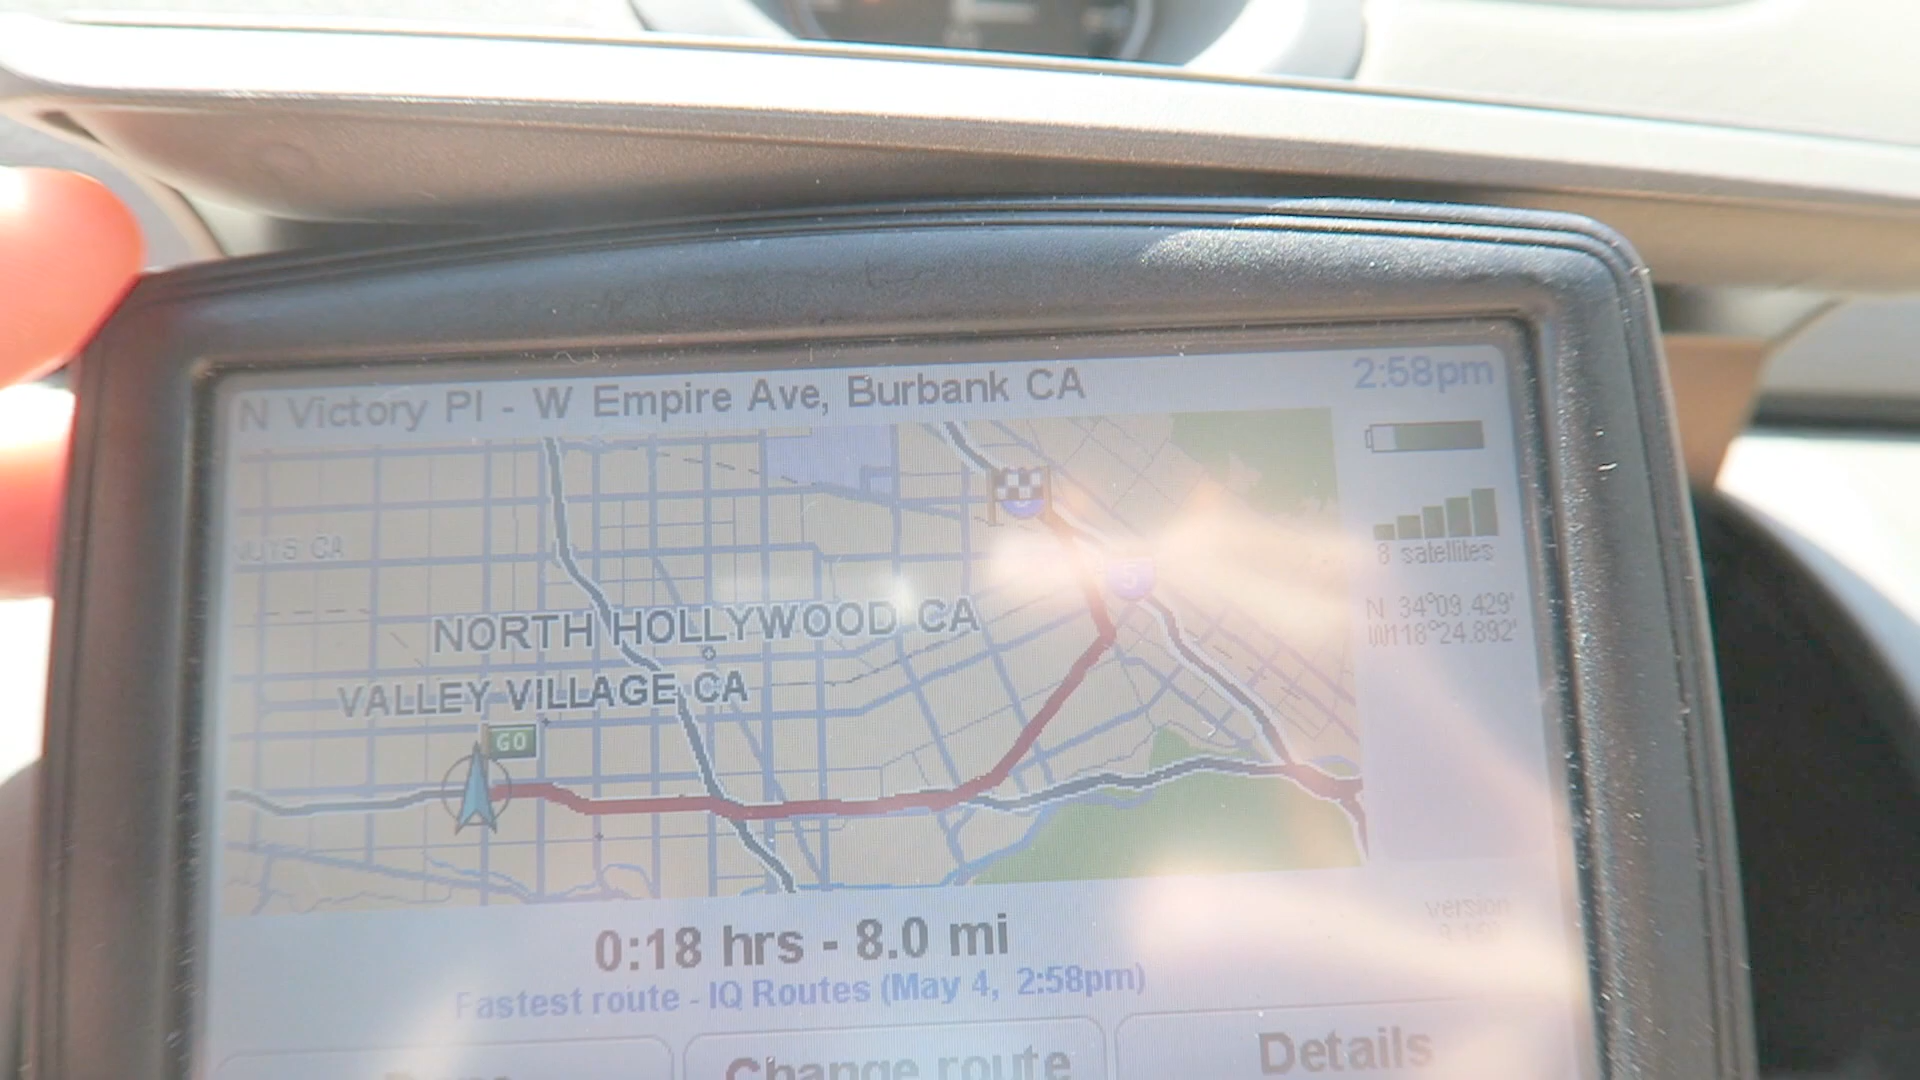 N Victory Pl - W Empire Ave, Burbank CA
2:58pm
NUYS CA
8 satellites
5
N 34°09.429'
W118°24.892'
NORTH HOLLYWOOD CA
VALLEY VILLAGE CA
GO
version
0:18 hrs - 8.0 mi
Fastest route - IQ Routes (May 4, 2:58pm)
Change route
Details